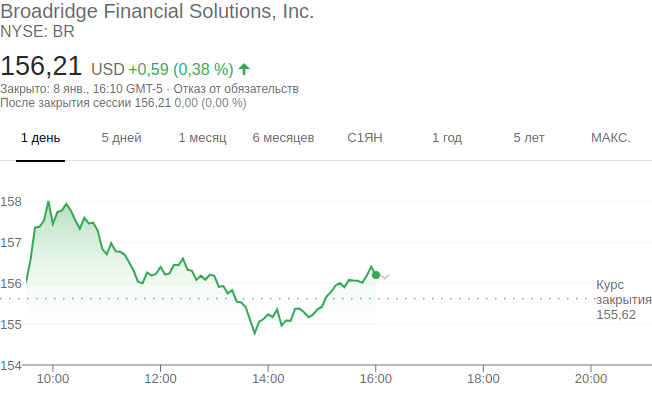 Broadridge Financial Solutions, Inc.
NYSE: BR
156,21 USD +0,59 (0,38 %)
Закрыто: 8 янв., 16:10 GMT-5 · Отказ от обязательств
После закрытия сессии 156,21 0,00 (0,00 %)
1 день 5 дней 1 месяц 6 месяцев С1ЯН 1 год 5 лет МАКС.
158
157
156
Курс
закрытия
155,62
155
154
10:00 12:00 14:00 16:00 18:00 20:00